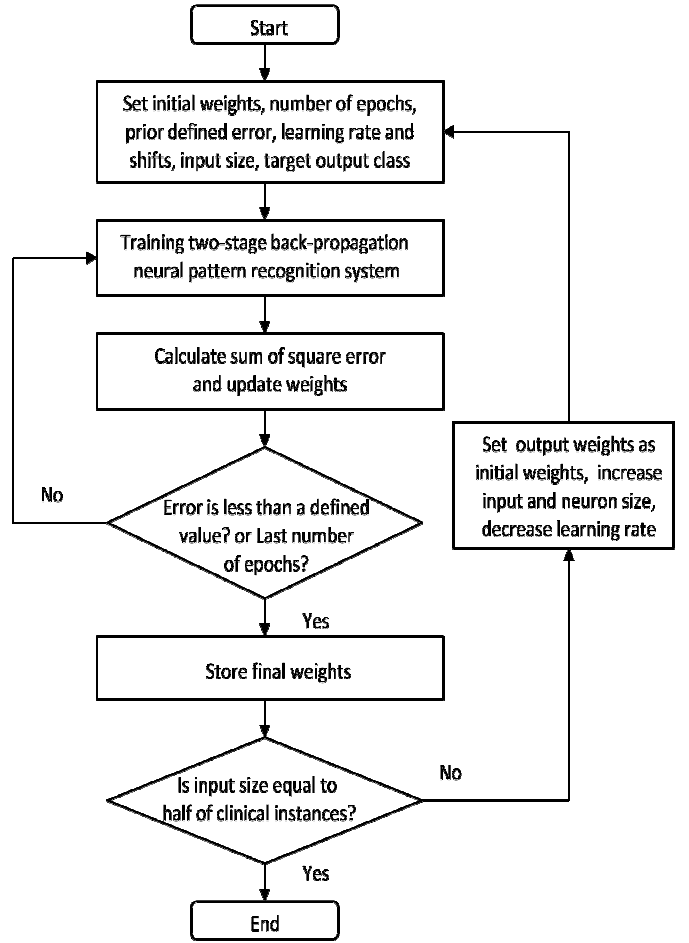 Start
Set initial weights, number of epochs,
prior defined error, learning rate and
shifts, input size, target output class
Training two-stage back-propagation
neural pattern recognition system
Calculate sum of square error
and update weights
Set output weights as
initial weights, increase
input and neuron size,
decrease learning rate
No
Error is less than a defined
value? or Last number
of epochs?
Yes
Store final weights
No
Is input size equal to
half of clinical instances?
Yes
End